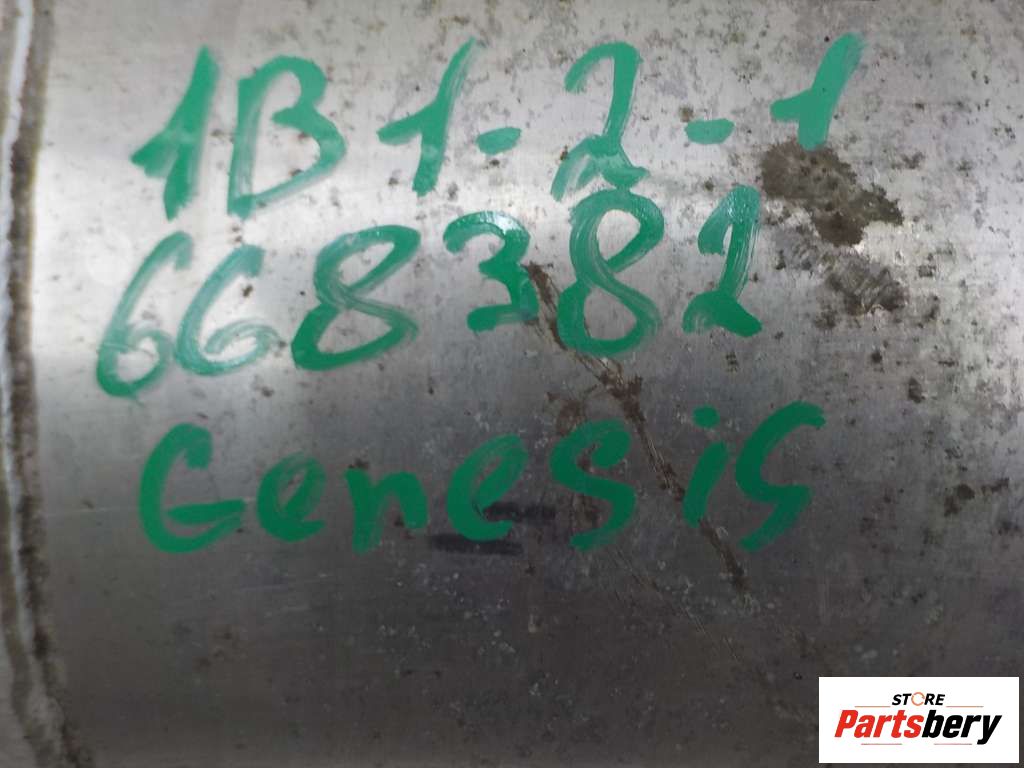 1B1-2-1
668382
Genesis
STORE
Partsbery